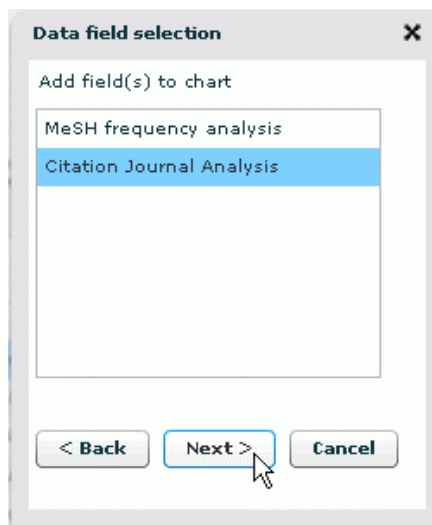 Data field selection
Add field(s) to chart
MeSH frequency analysis
Citation Journal Analysis
< Back Next > Cancel